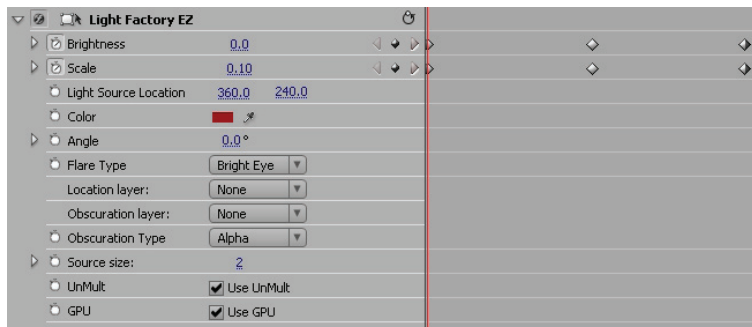 Light Factory EZ
Brightness 0.0
Scale 0.10
Light Source Location 360.0 240.0
Color
Angle 0.0°
Flare Type Bright Eye
Location layer: None
Obscuration layer: None
Obscuration Type Alpha
Source size: 2
UnMult Use UnMult
GPU Use GPU